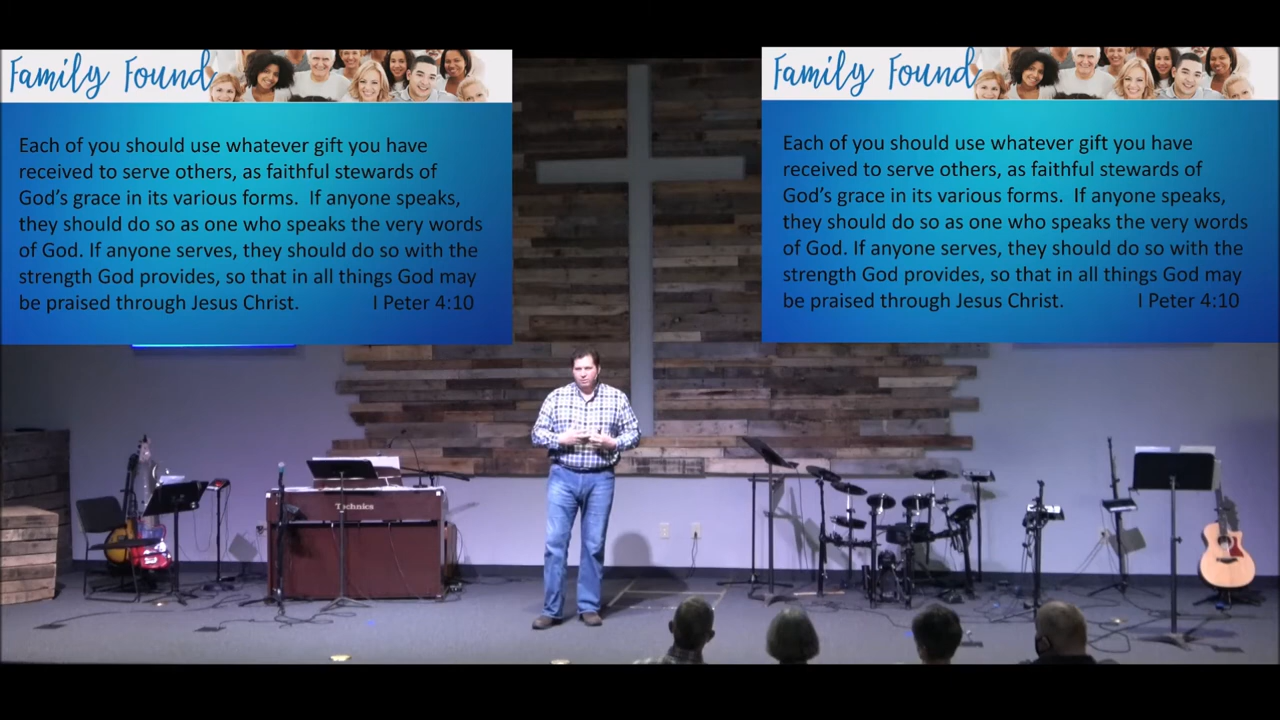 Family Found
Each of you should use whatever gift you have
received to serve others, as faithful stewards of
God's grace in its various forms.  If anyone speaks,
they should do so as one who speaks the very words
of God. If anyone serves, they should do so with the
strength God provides, so that in all things God may
be praised through Jesus Christ. I Peter 4:10
Family Found
Each of you should use whatever gift you have
received to serve others, as faithful stewards of
God's grace in its various forms.  If anyone speaks,
they should do so as one who speaks the very words
of God. If anyone serves, they should do so with the
strength God provides, so that in all things God may
be praised through Jesus Christ. I Peter 4:10
Technics